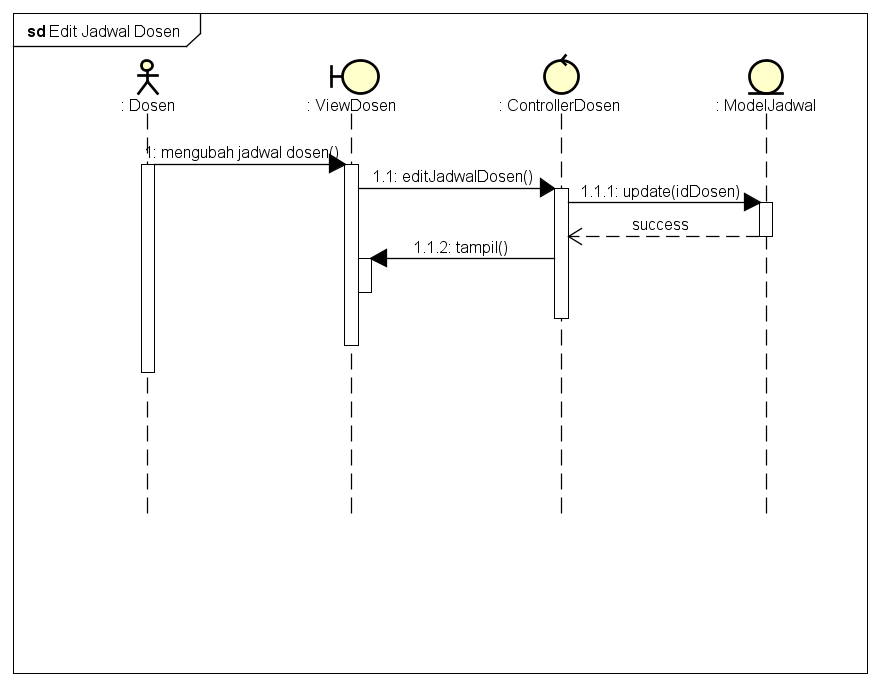 sd Edit Jadwal Dosen
: Dosen
: ViewDosen
: ControllerDosen
: ModelJadwal
1: mengubah jadwal dosen()
1.1: editJadwalDosen()
1.1.1: update(idDosen)
success
1.1.2: tampil()